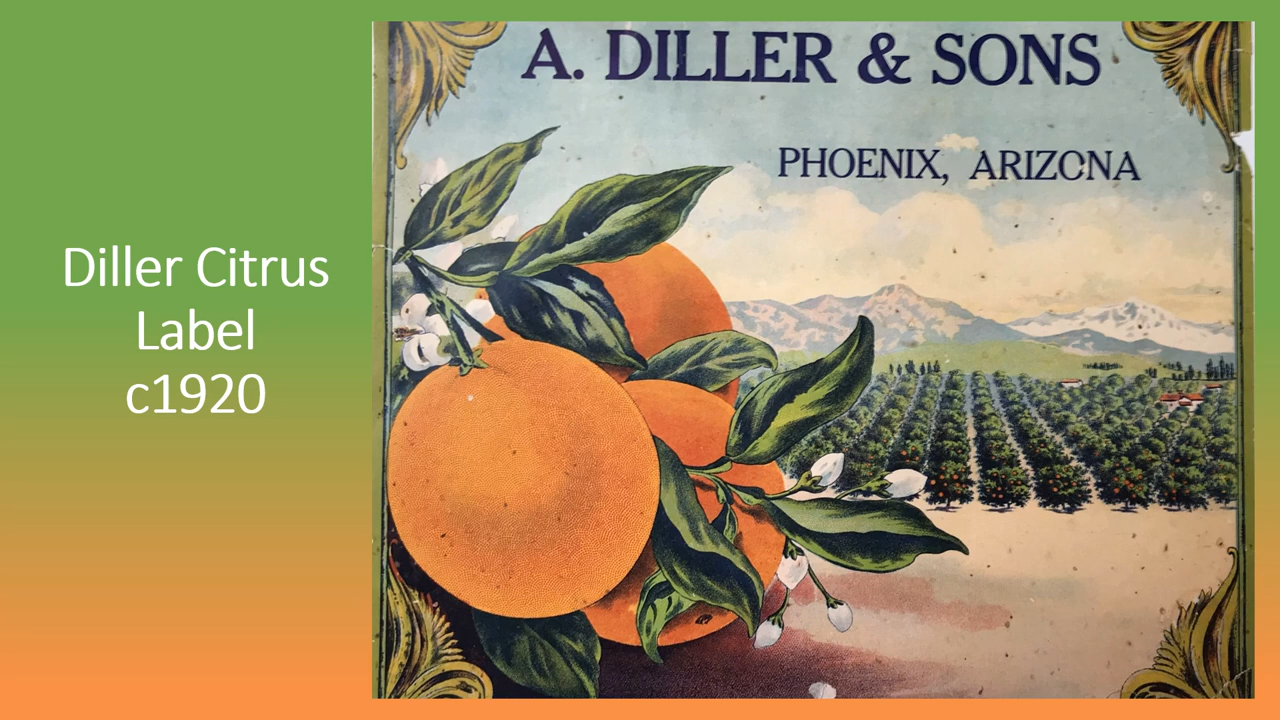 Diller Citrus
Label
c1920
A. DILLER & SONS
PHOENIX, ARIZONA